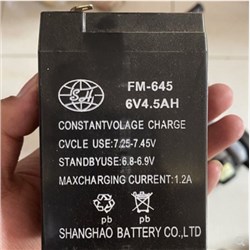 SH
FM-645
6V4.5AH
CONSTANTVOLAGE CHARGE
CVCLE USE:7.25-7.45V
STANDBYUSE:6.8-6.9V
MAXCHARGING CURRENT:1.2A
pb pb
SHANGHAO BATTERY CO.,LTD